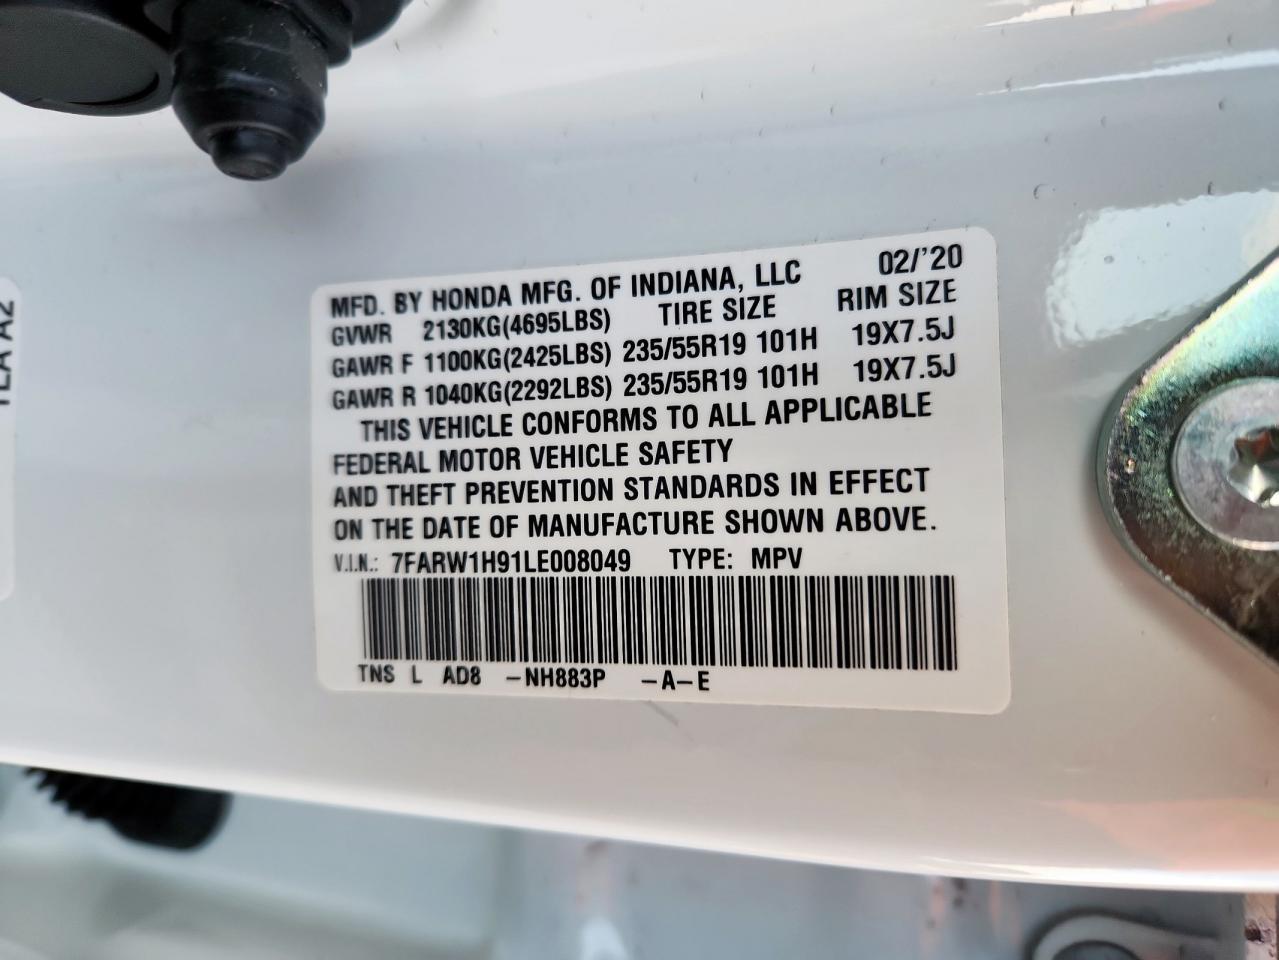 MFD. BY HONDA MFG. OF INDIANA, LLC 02/'20
GVWR 2130KG(4695LBS) TIRE SIZE RIM SIZE
GAWR F 1100KG(2425LBS) 235/55R19 101H 19X7.5J
GAWR R 1040KG(2292LBS) 235/55R19 101H 19X7.5J
THIS VEHICLE CONFORMS TO ALL APPLICABLE
FEDERAL MOTOR VEHICLE SAFETY
AND THEFT PREVENTION STANDARDS IN EFFECT
ON THE DATE OF MANUFACTURE SHOWN ABOVE.
V.I.N.: 7FARW1H91LE008049 TYPE: MPV
TNS L AD8 -NH883P -A-E
A2